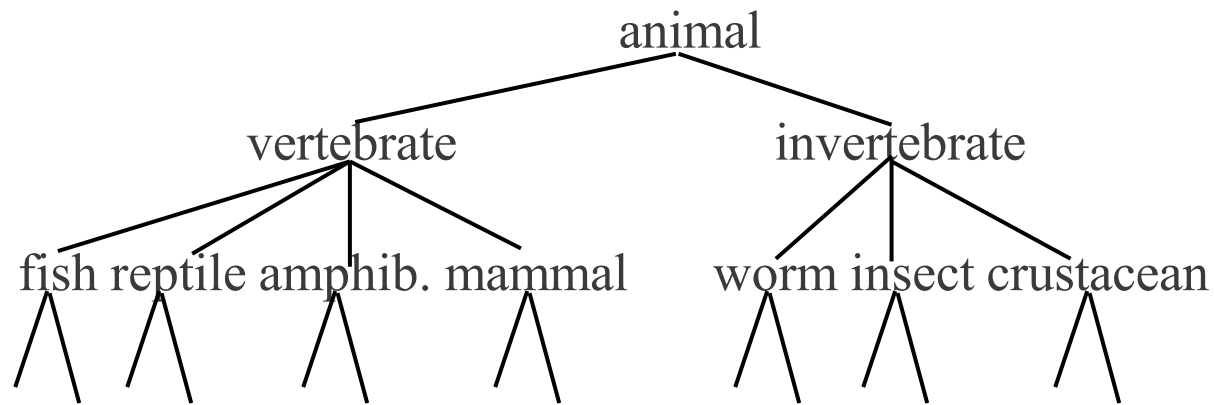 animal
vertebrate invertebrate
fish reptile amphib. mammal worm insect crustacean